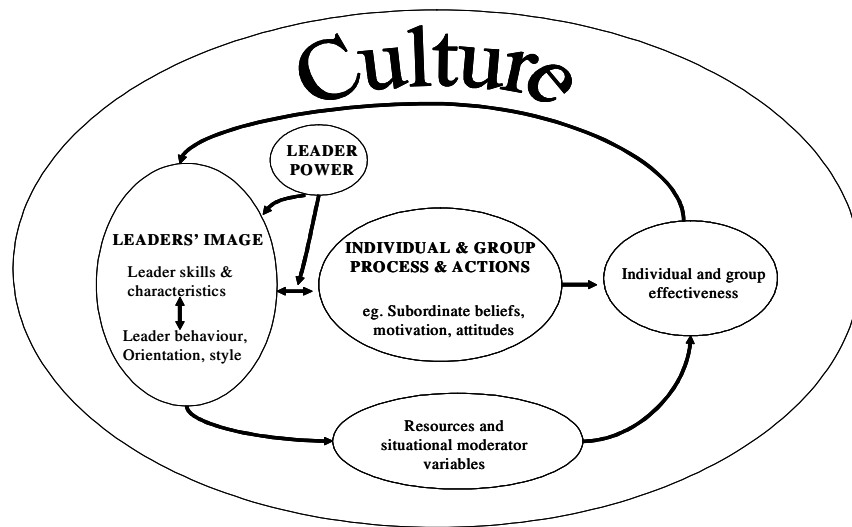 Culture
LEADER
POWER
LEADERS’ IMAGE
Leader skills &
characteristics
Leader behaviour,
Orientation, style
INDIVIDUAL & GROUP
PROCESS & ACTIONS
eg. Subordinate beliefs,
motivation, attitudes
Individual and group
effectiveness
Resources and
situational moderator
variables